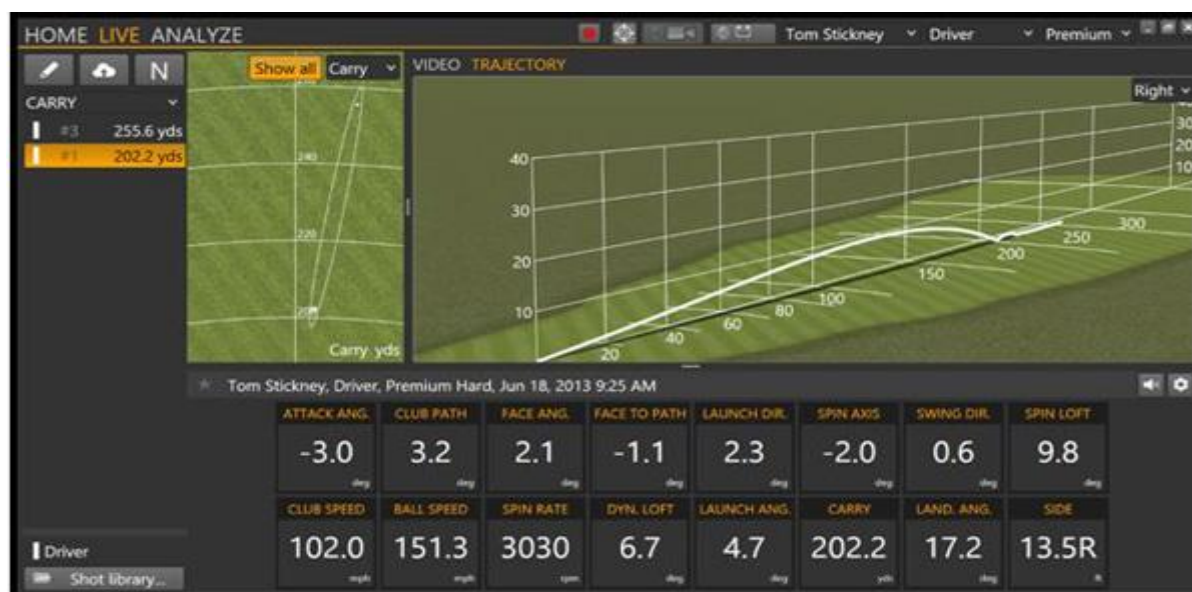 HOME LIVE ANALYZE
Tom Stickney Driver Premium
N
Show all Carry
VIDEO TRAJECTORY
Right
CARRY
#3 255.6 yds
#1 202.2 yds
240
220
Carry yds
40
30
20
10
30
20
10
20
40
60
80
100
150
200
250
300
Tom Stickney, Driver, Premium Hard, Jun 18, 2013 9:25 AM
ATTACK ANG. CLUB PATH FACE ANG. FACE TO PATH LAUNCH DIR. SPIN AXIS SWING DIR. SPIN LOFT
-3.0 3.2 2.1 -1.1 2.3 -2.0 0.6 9.8
deg deg deg deg deg deg deg deg
CLUB SPEED BALL SPEED SPIN RATE DYN. LOFT LAUNCH ANG. CARRY LAND. ANG. SIDE
102.0 151.3 3030 6.7 4.7 202.2 17.2 13.5R
mph mph rpm deg deg yds deg ft
Driver
Shot library...